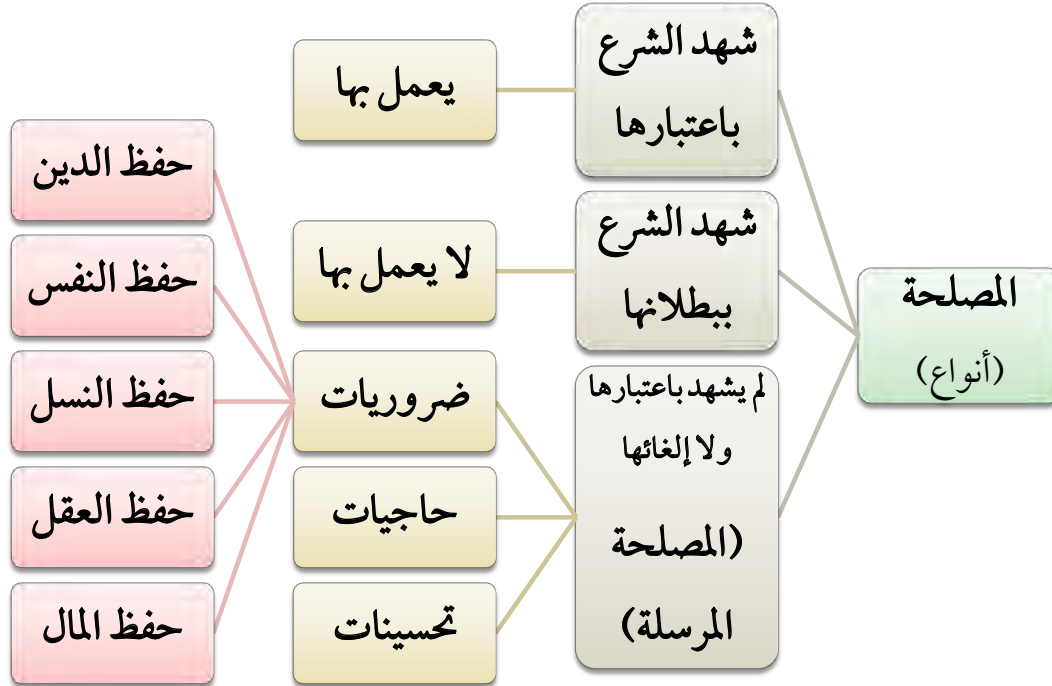 المصلحة
(أنواع)
شهد الشرع
باعتبارها
يعمل بها
شهد الشرع
ببطلانها
لا يعمل بها
لم يشهد باعتبارها
ولا إلغائها
(المصلحة
المرسلة)
ضروريات
حفظ الدين
حفظ النفس
حفظ النسل
حفظ العقل
حفظ المال
حاجيات
تحسينات